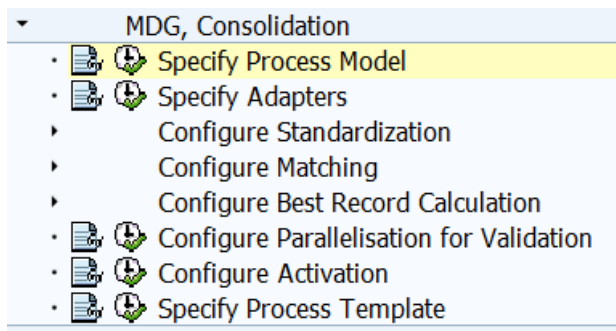 MDG, Consolidation
Specify Process Model
Specify Adapters
Configure Standardization
Configure Matching
Configure Best Record Calculation
Configure Parallelisation for Validation
Configure Activation
Specify Process Template